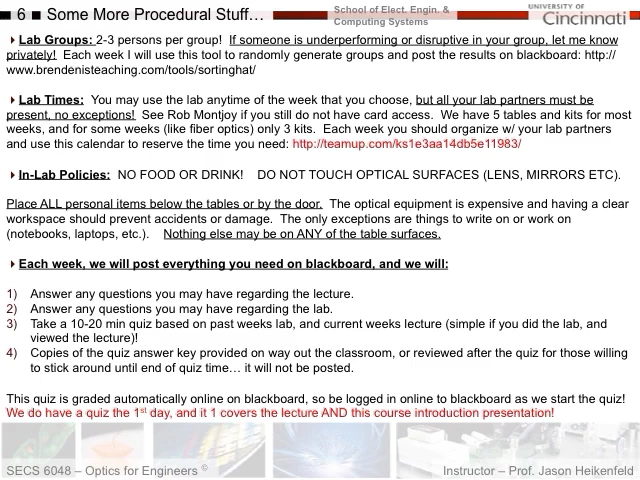 6 ■ Some More Procedural Stuff…
School of Elect. Engin. &
Computing Systems
UNIVERSITY OF
Cincinnati
Lab Groups: 2-3 persons per group! If someone is underperforming or disruptive in your group, let me know
privately! Each week I will use this tool to randomly generate groups and post the results on blackboard: http://
www.brendenisteaching.com/tools/sortinghat/
Lab Times: You may use the lab anytime of the week that you choose, but all your lab partners must be
present, no exceptions! See Rob Montjoy if you still do not have card access. We have 5 tables and kits for most
weeks, and for some weeks (like fiber optics) only 3 kits. Each week you should organize w/ your lab partners
and use this calendar to reserve the time you need: http://teamup.com/ks1e3aa14db5e11983/
In-Lab Policies: NO FOOD OR DRINK! DO NOT TOUCH OPTICAL SURFACES (LENS, MIRRORS ETC).
Place ALL personal items below the tables or by the door. The optical equipment is expensive and having a clear
workspace should prevent accidents or damage. The only exceptions are things to write on or work on
(notebooks, laptops, etc.). Nothing else may be on ANY of the table surfaces.
Each week, we will post everything you need on blackboard, and we will:
1) Answer any questions you may have regarding the lecture.
2) Answer any questions you may have regarding the lab.
3) Take a 10-20 min quiz based on past weeks lab, and current weeks lecture (simple if you did the lab, and
viewed the lecture)!
4) Copies of the quiz answer key provided on way out the classroom, or reviewed after the quiz for those willing
to stick around until end of quiz time… it will not be posted.
This quiz is graded automatically online on blackboard, so be logged in online to blackboard as we start the quiz!
We do have a quiz the 1st day, and it 1 covers the lecture AND this course introduction presentation!
SECS 6048 – Optics for Engineers ©
Instructor – Prof. Jason Heikenfeld